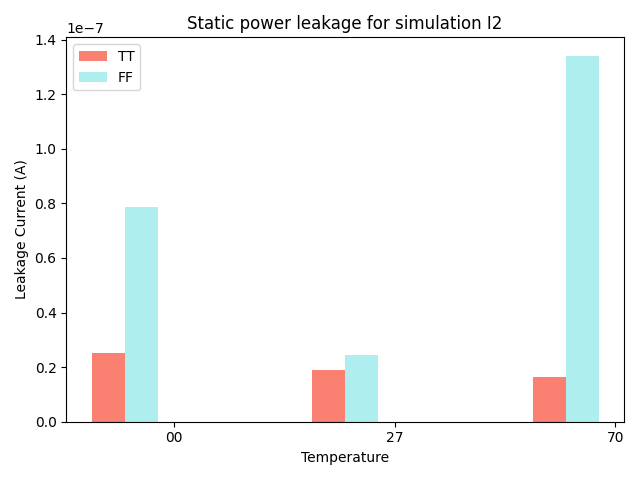 Static power leakage for simulation I2
1e−7
1.4
1.2
1.0
0.8
0.6
0.4
0.2
0.0
TT
FF
Leakage Current (A)
00
27
70
Temperature